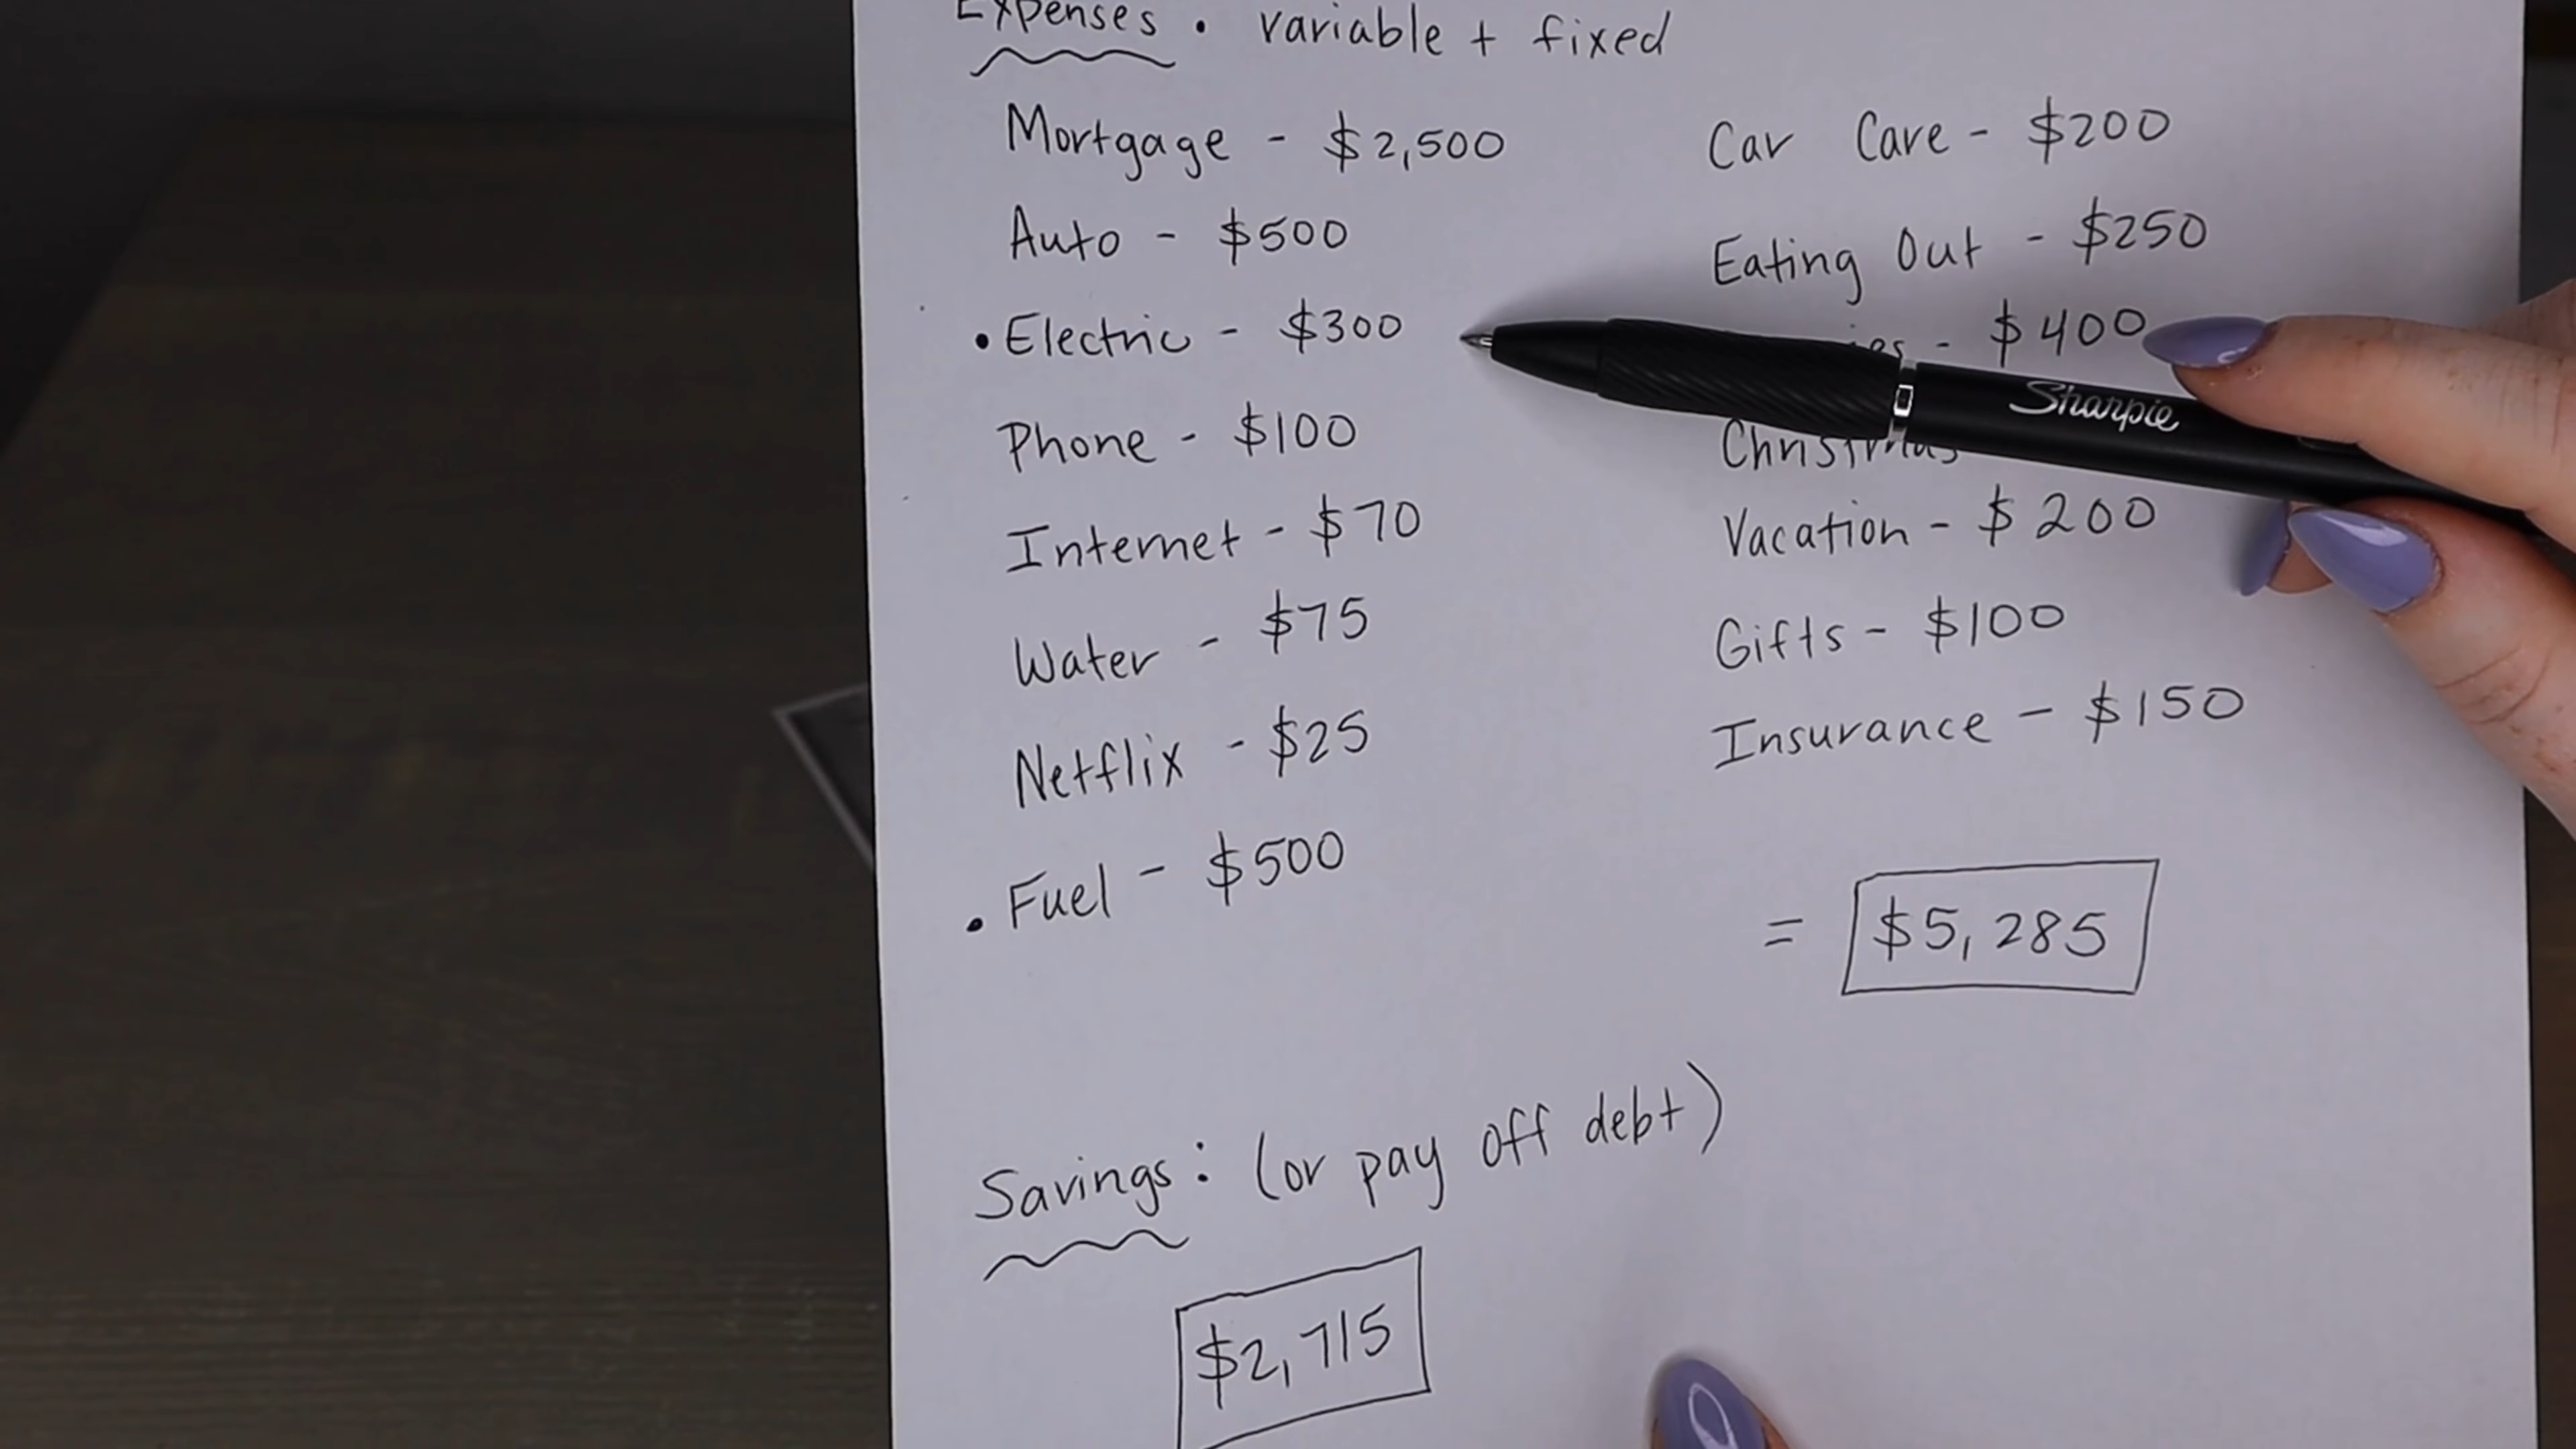 Expenses • variable + fixed
Mortgage - $2,500
Auto - $500
• Electric - $300
Phone - $100
Internet - $70
Water - $75
Netflix - $25
• Fuel - $500
Car Care - $200
Eating Out - $250
- $400
Christmas
Vacation - $200
Gifts - $100
Insurance - $150
= $5,285
Savings: (or pay off debt)
$2,715
Sharpie